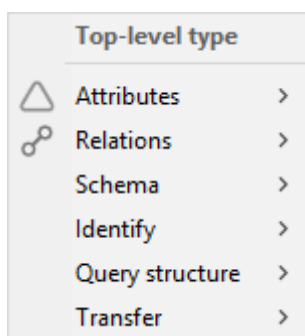 Top-level type
Attributes
Relations
Schema
Identify
Query structure
Transfer